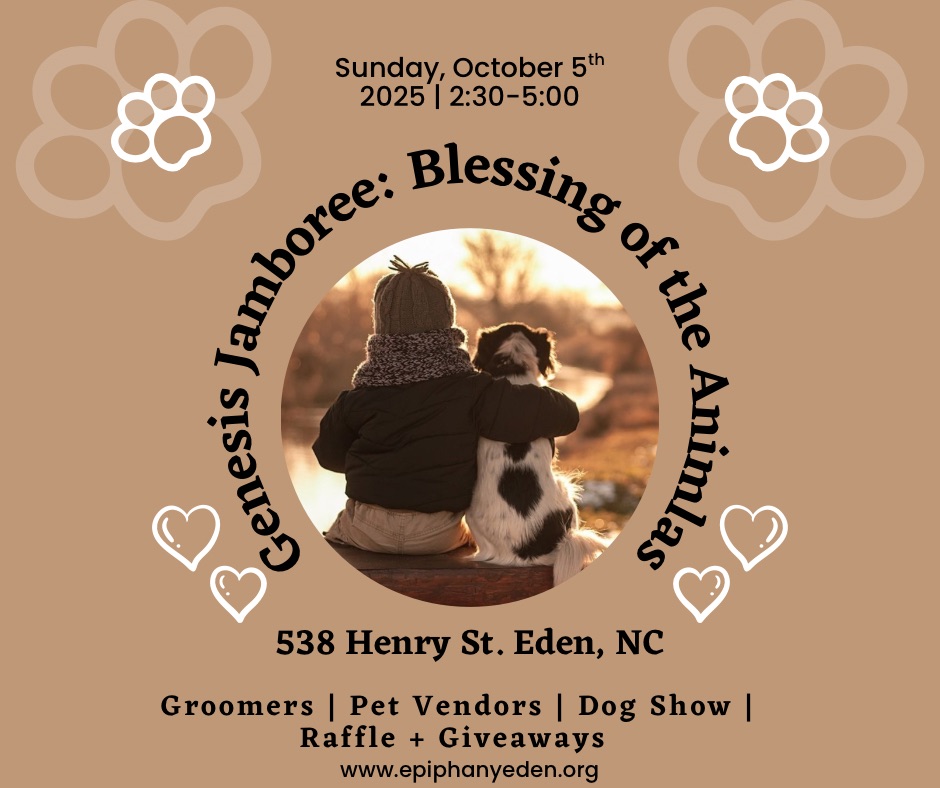 Sunday, October 5th
2025 | 2:30-5:00
Genesis Jamboree: Blessing of the Animlas
538 Henry St. Eden, NC
Groomers | Pet Vendors | Dog Show |
Raffle + Giveaways
www.epiphanyeden.org